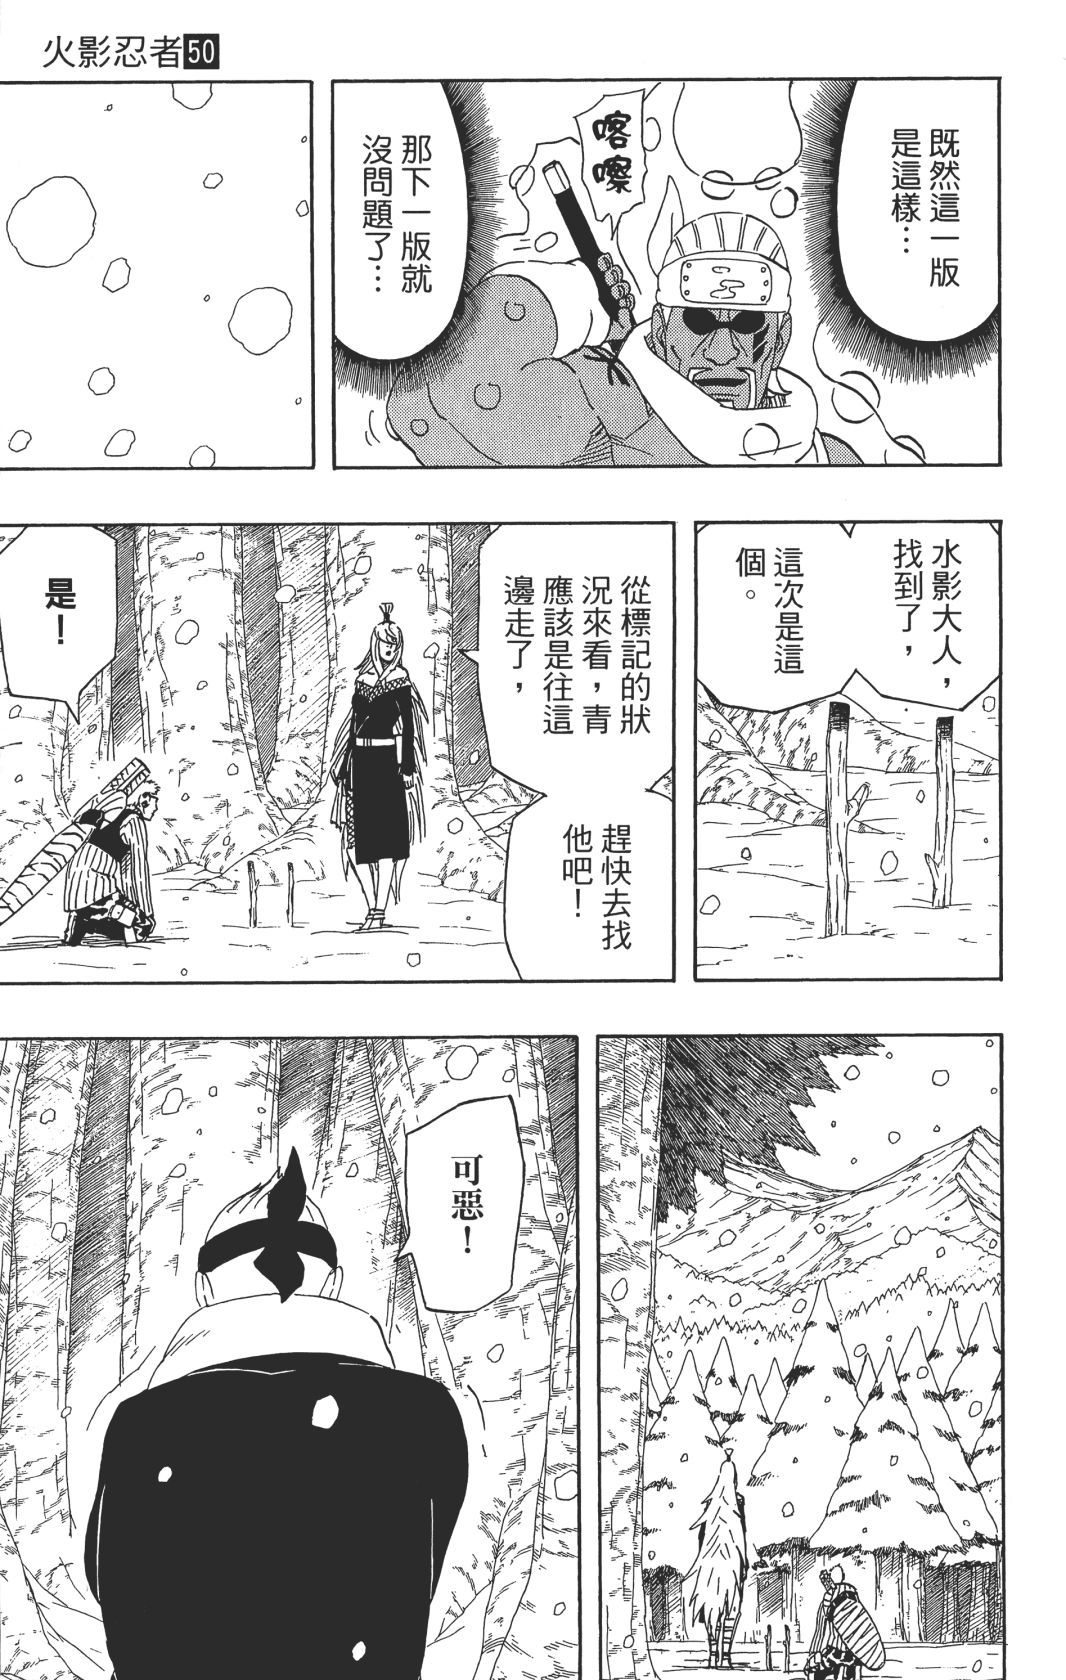 火影忍者50
既然這一版
是這樣…
喀嚓
那下一版就
沒問題了…
水影大人，
找到了，
這次是這
個。
從標記的狀
況來看，青
應該是往這
邊走了，
趕快去找
他吧！
是！
可惡！